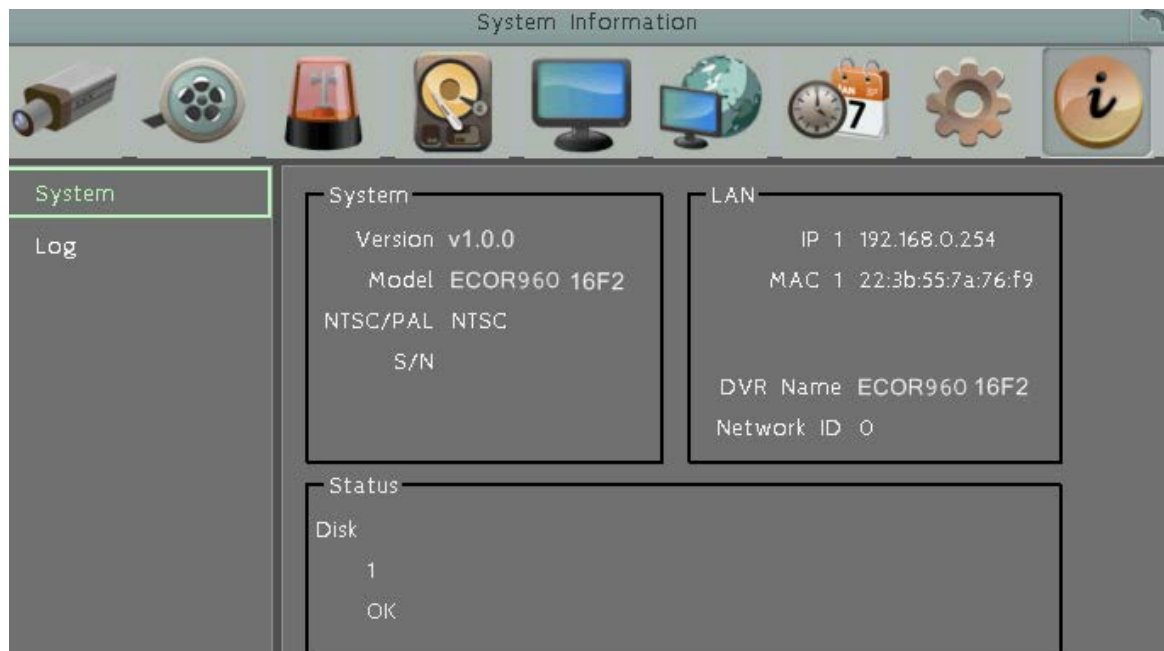 System Information
JAN
7
System
Log
System
Version v1.0.0
Model ECOR960 16F2
NTSC/PAL NTSC
S/N
LAN
IP 1 192.168.0.254
MAC 1 22:3b:55:7a:76:f9
DVR Name ECOR960 16F2
Network ID 0
Status
Disk
1
OK